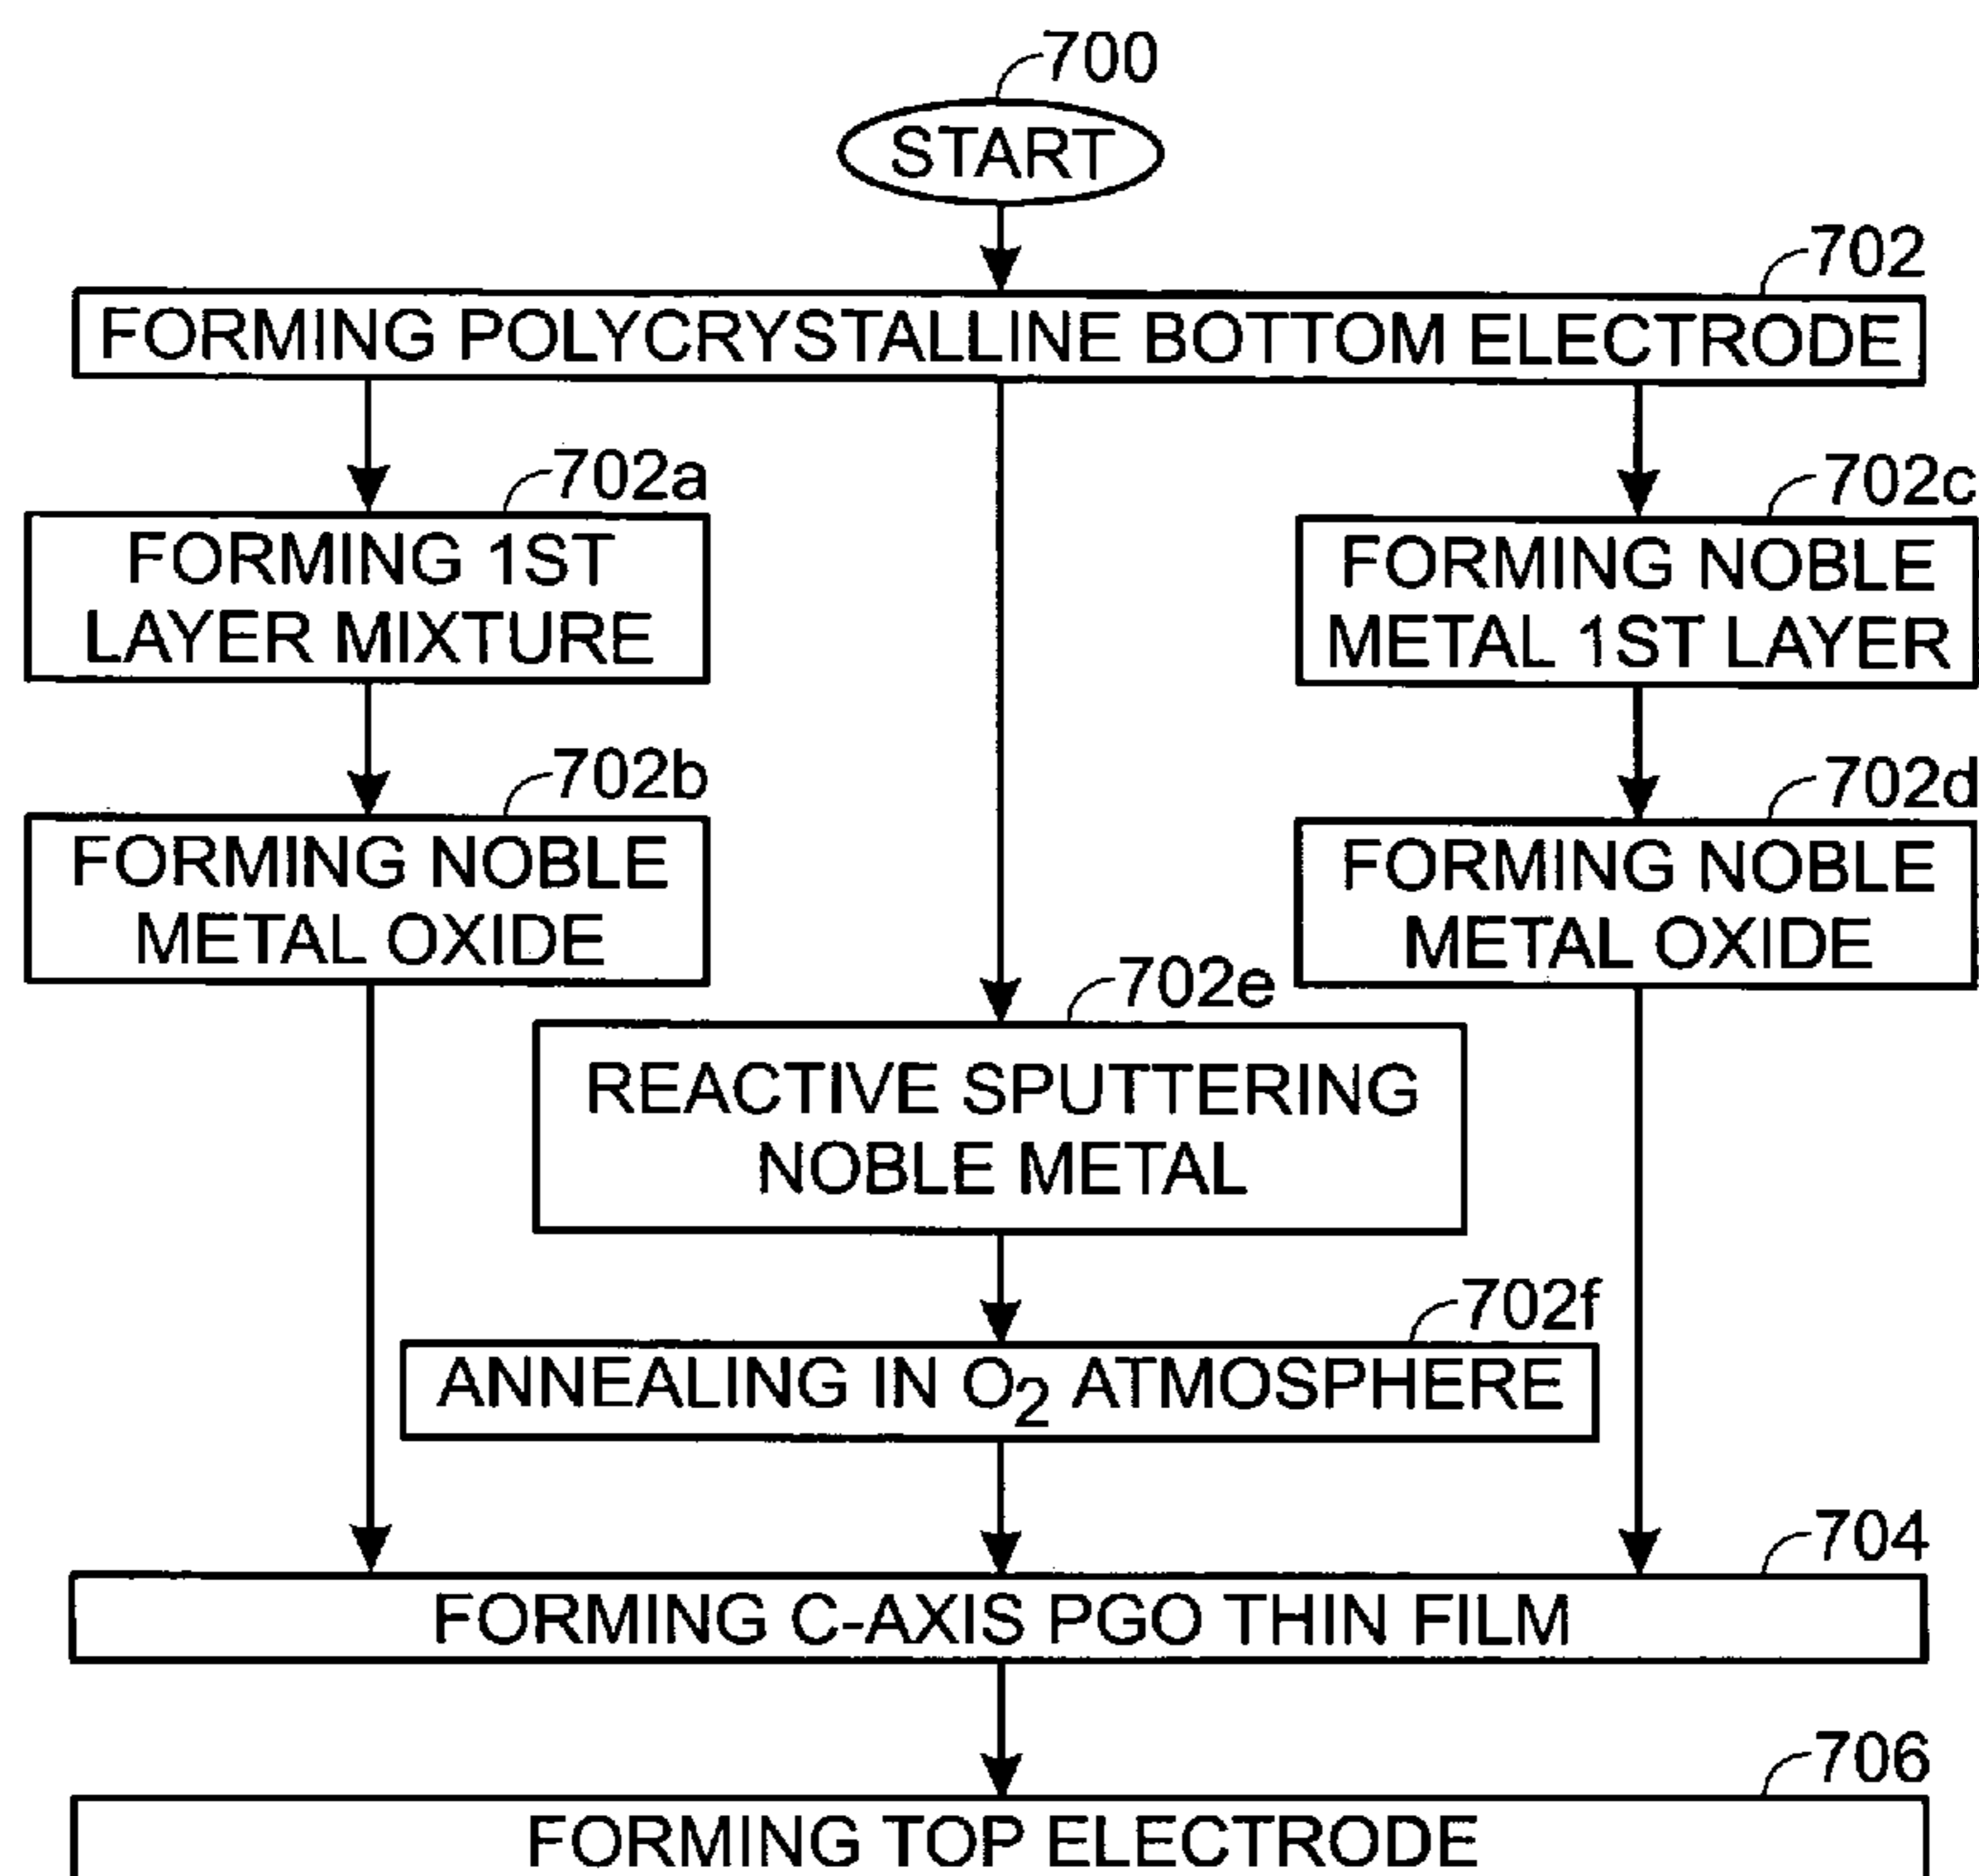 700
START
702
FORMING POLYCRYSTALLINE BOTTOM ELECTRODE
702a
FORMING 1ST
LAYER MIXTURE
702b
FORMING NOBLE
METAL OXIDE
702c
FORMING NOBLE
METAL 1ST LAYER
702d
FORMING NOBLE
METAL OXIDE
702e
REACTIVE SPUTTERING
NOBLE METAL
702f
ANNEALING IN O2 ATMOSPHERE
704
FORMING C-AXIS PGO THIN FILM
706
FORMING TOP ELECTRODE